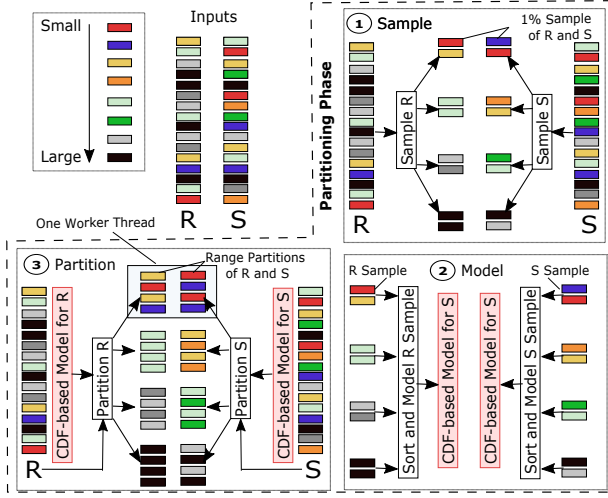 Small
Large
Inputs
R
S
Partitioning Phase
1
Sample
1% Sample
of R and S
Sample R
Sample S
R
S
One Worker Thread
3
Partition
Range Partitions
of R and S
CDF-based Model for R
Partition R
Partition S
CDF-based Model for S
R
S
2
Model
R Sample
S Sample
Sort and Model R Sample
CDF-based Model for S
CDF-based Model for S
Sort and Model S Sample